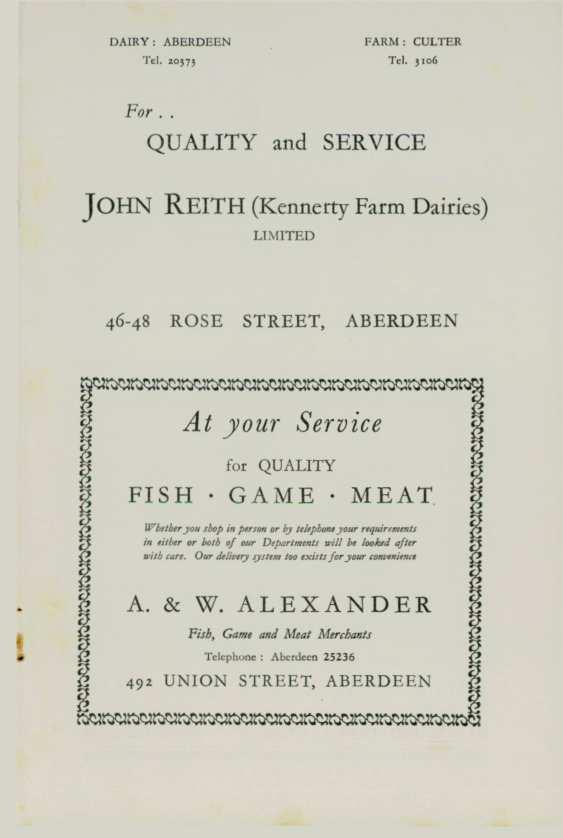 DAIRY : ABERDEEN FARM : CULTER
Tel. 20373 Tel. 3106
For . .
QUALITY and SERVICE
JOHN REITH (Kennerty Farm Dairies)
LIMITED
46-48 ROSE STREET, ABERDEEN
At your Service
for QUALITY
FISH · GAME · MEAT
Whether you shop in person or by telephone your requirements
in either or both of our Departments will be looked after
with care. Our delivery system too exists for your convenience
A. & W. ALEXANDER
Fish, Game and Meat Merchants
Telephone : Aberdeen 25236
492 UNION STREET, ABERDEEN